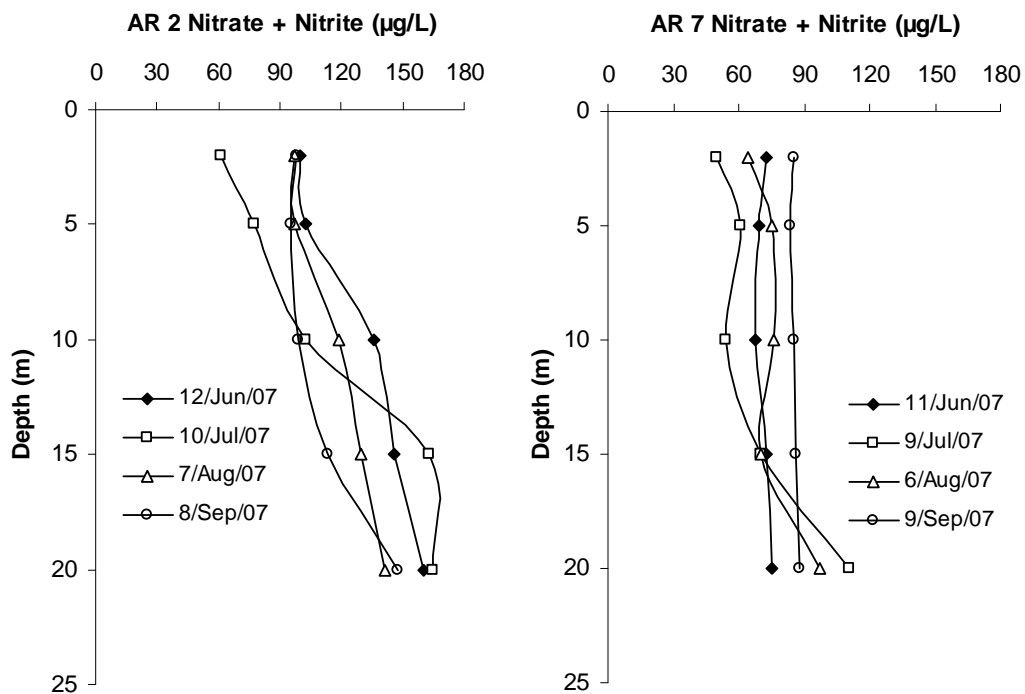 AR 2 Nitrate + Nitrite (µg/L)
0 30 60 90 120 150 180
0
5
10
15
20
25
Depth (m)
12/Jun/07
10/Jul/07
7/Aug/07
8/Sep/07
AR 7 Nitrate + Nitrite (µg/L)
0 30 60 90 120 150 180
0
5
10
15
20
25
Depth (m)
11/Jun/07
9/Jul/07
6/Aug/07
9/Sep/07